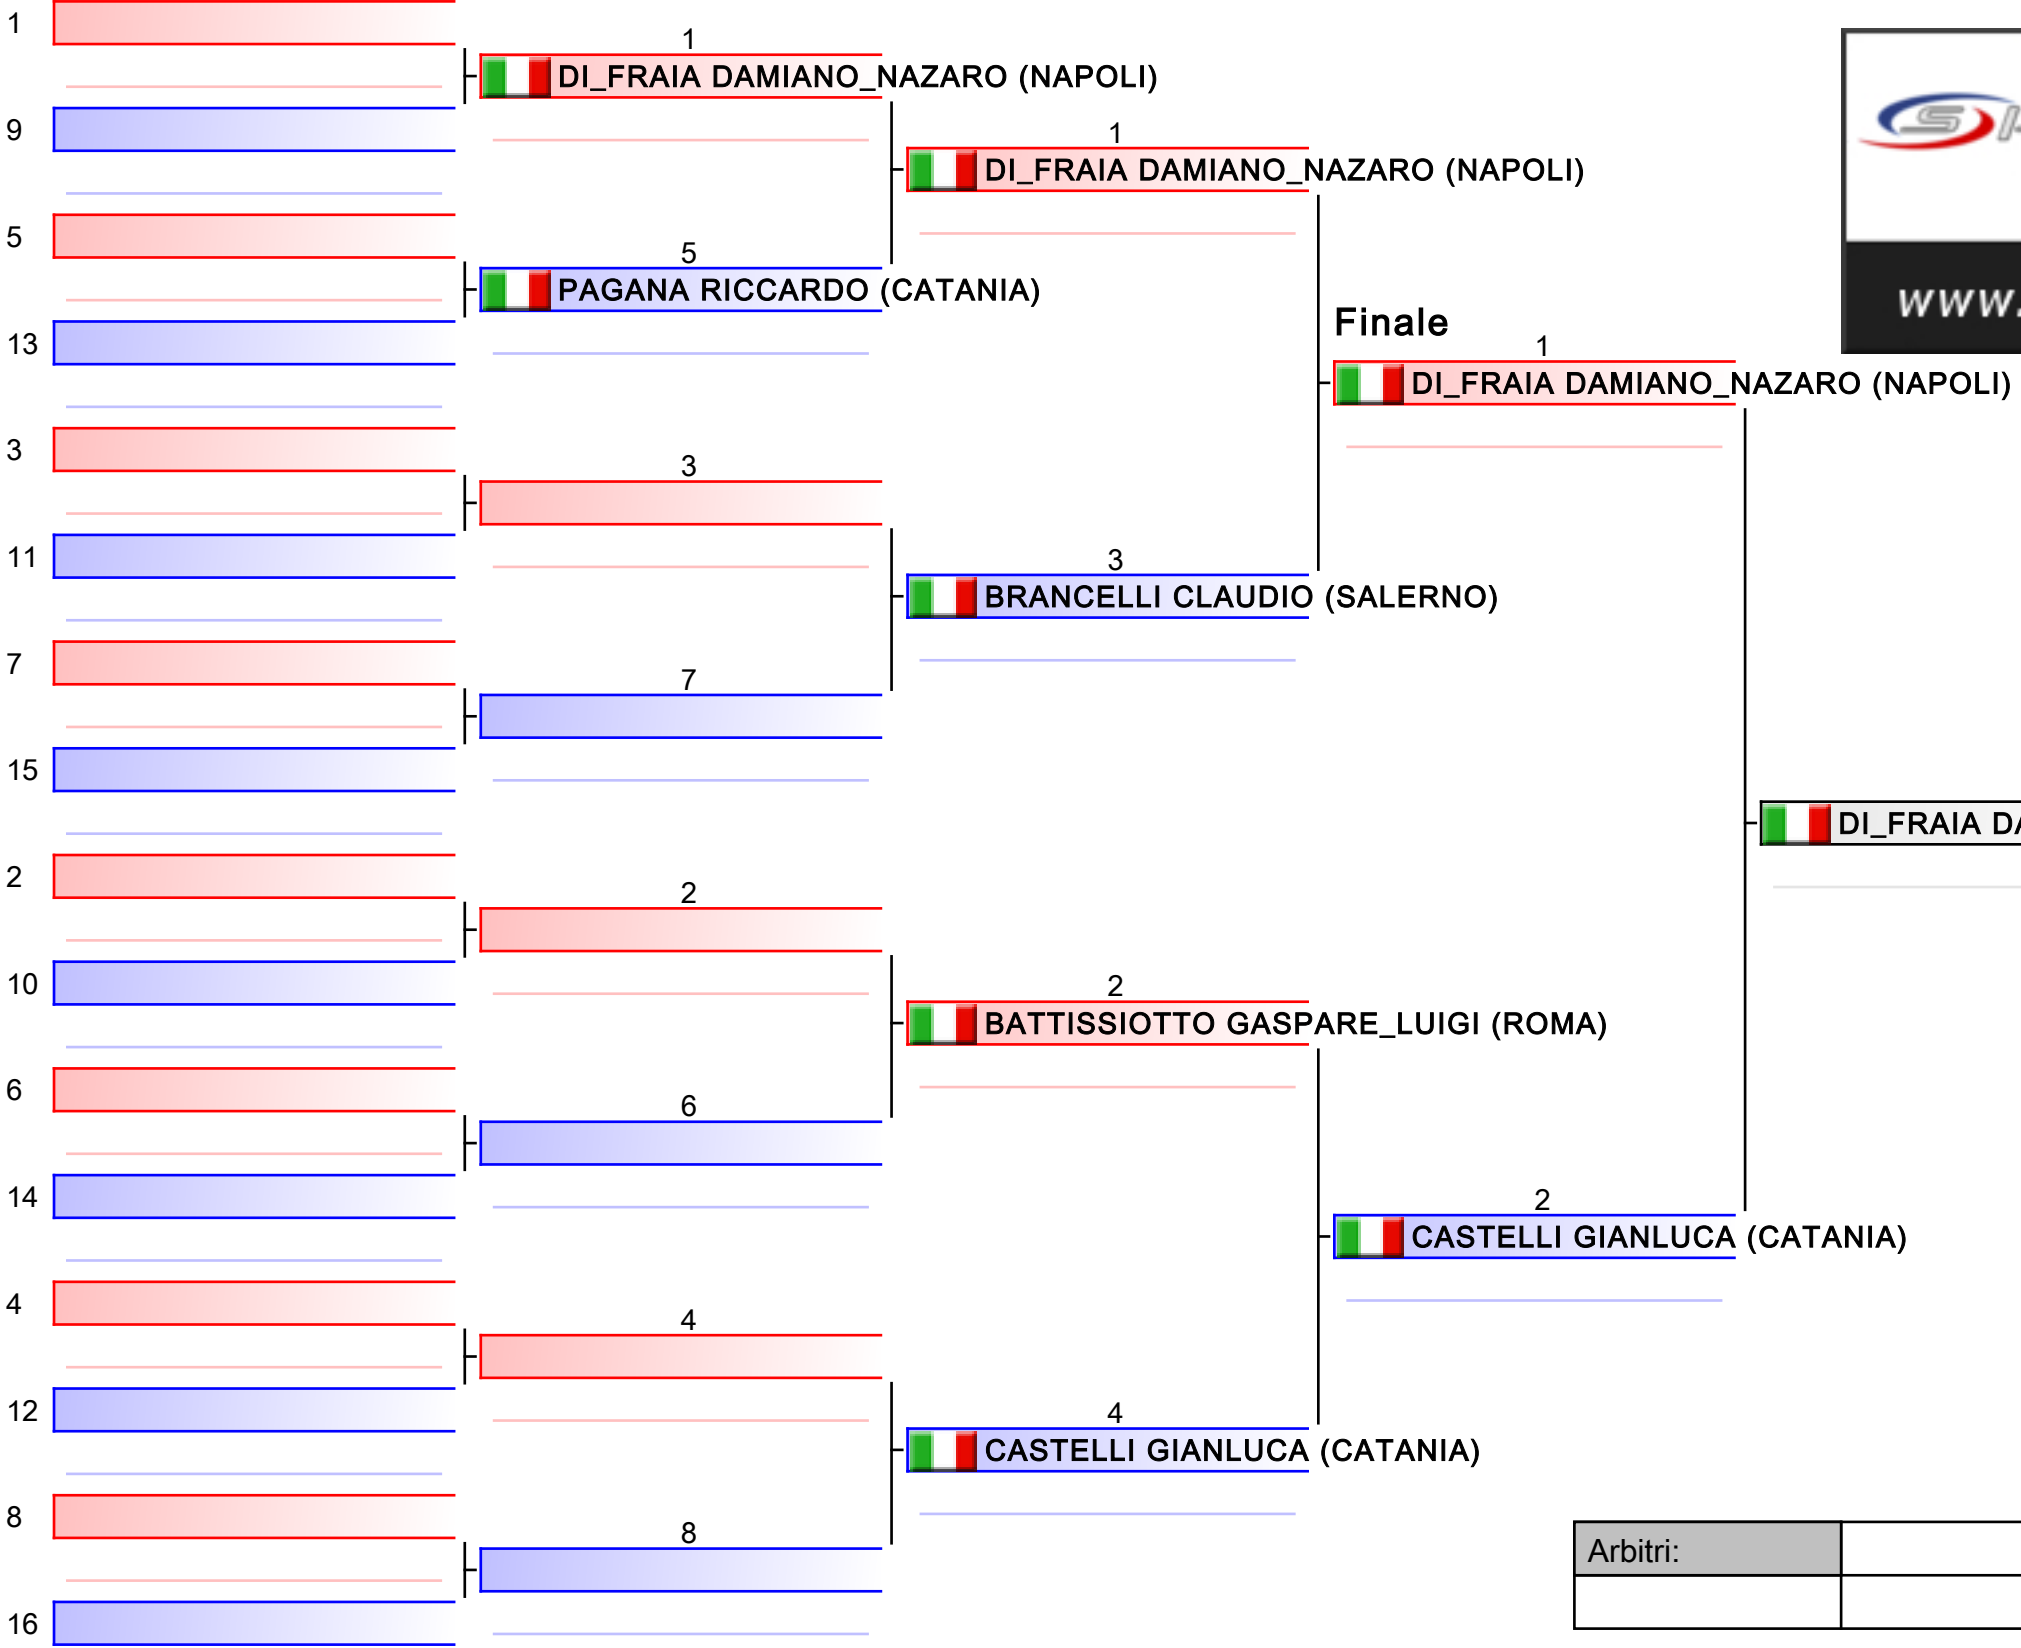 1
1
DI_FRAIA DAMIANO_NAZARO (NAPOLI)
9
1
DI_FRAIA DAMIANO_NAZARO (NAPOLI)
5
5
PAGANA RICCARDO (CATANIA)
WWW.
Finale
13
1
DI_FRAIA DAMIANO_NAZARO (NAPOLI)
3
3
11
3
BRANCELLI CLAUDIO (SALERNO)
7
7
15
DI_FRAIA
2
2
10
2
BATTISSIOTTO GASPARE_LUIGI (ROMA)
6
6
14
2
CASTELLI GIANLUCA (CATANIA)
4
4
12
4
CASTELLI GIANLUCA (CATANIA)
8
8
Arbitri:
16